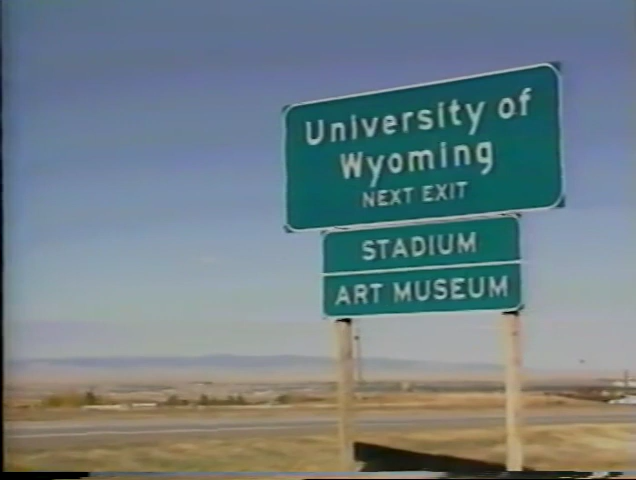 University of
Wyoming
NEXT EXIT
STADIUM
ART MUSEUM